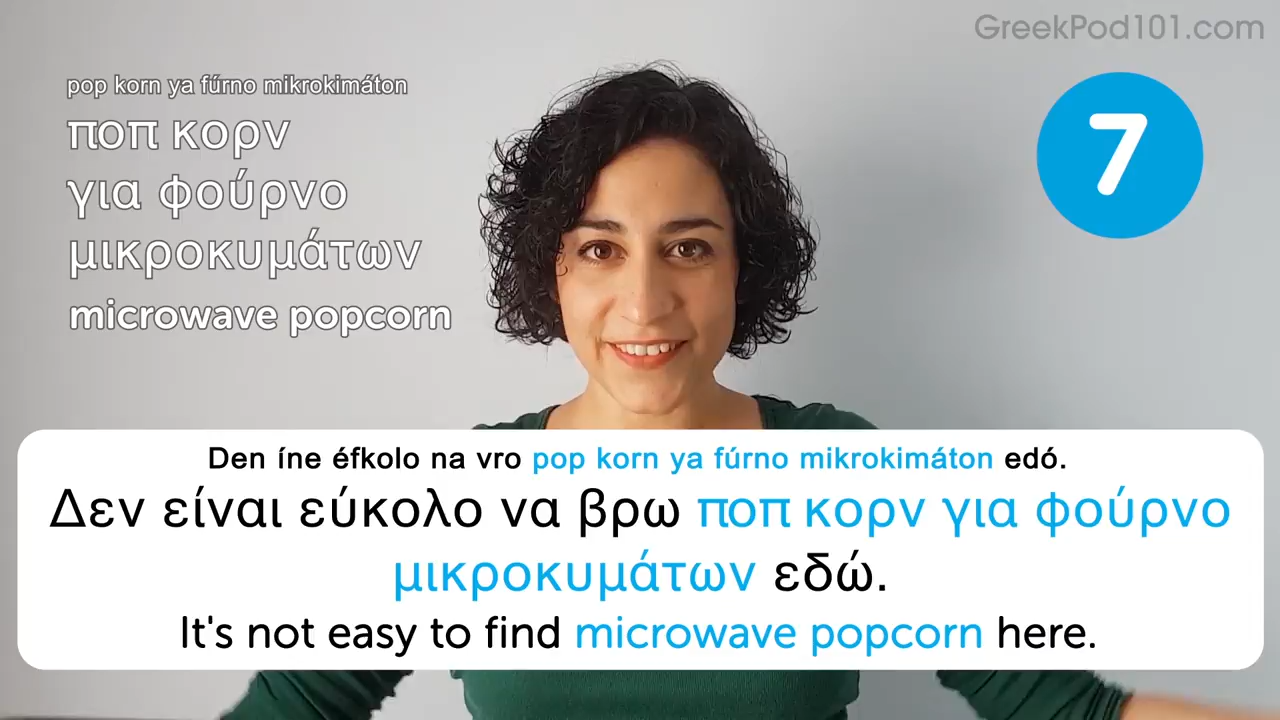 GreekPod101.com
pop korn ya fúrno mikrokimáton
ποπ κορν
για φούρνο
μικροκυμάτων
microwave popcorn
7
Den íne éfkolo na vro pop korn ya fúrno mikrokimáton edó.
Δεν είναι εύκολο να βρω ποπ κορν για φούρνο
μικροκυμάτων εδώ.
It's not easy to find microwave popcorn here.